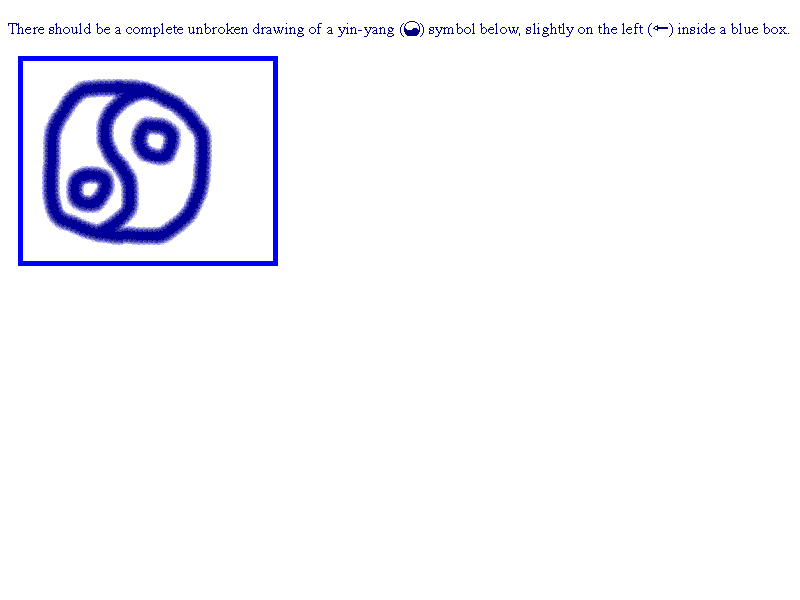 There should be a complete unbroken drawing of a yin-yang (☯) symbol below, slightly on the left (←) inside a blue box.